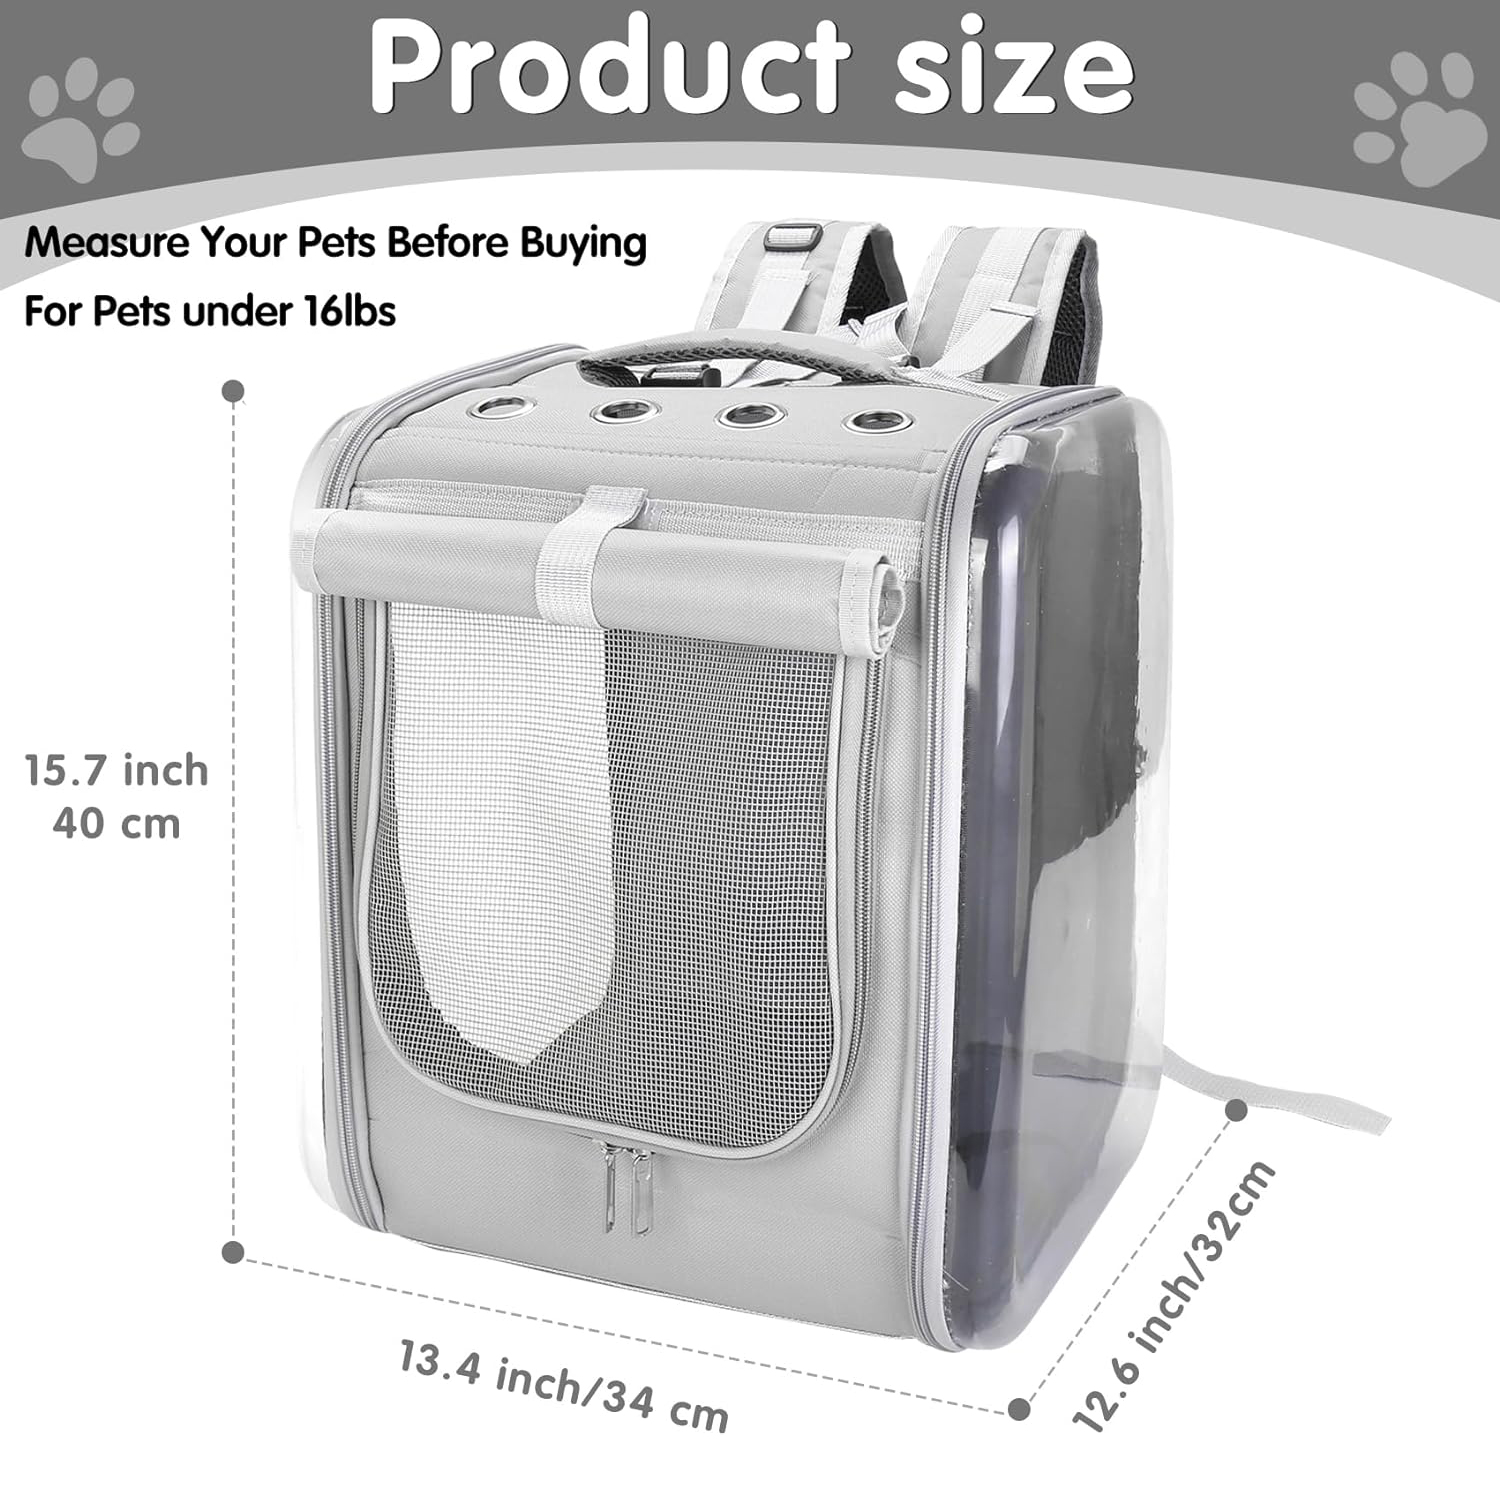 Product size
Measure Your Pets Before Buying
For Pets under 16lbs
15.7 inch
40 cm
13.4 inch/34 cm
12.6 inch/32cm